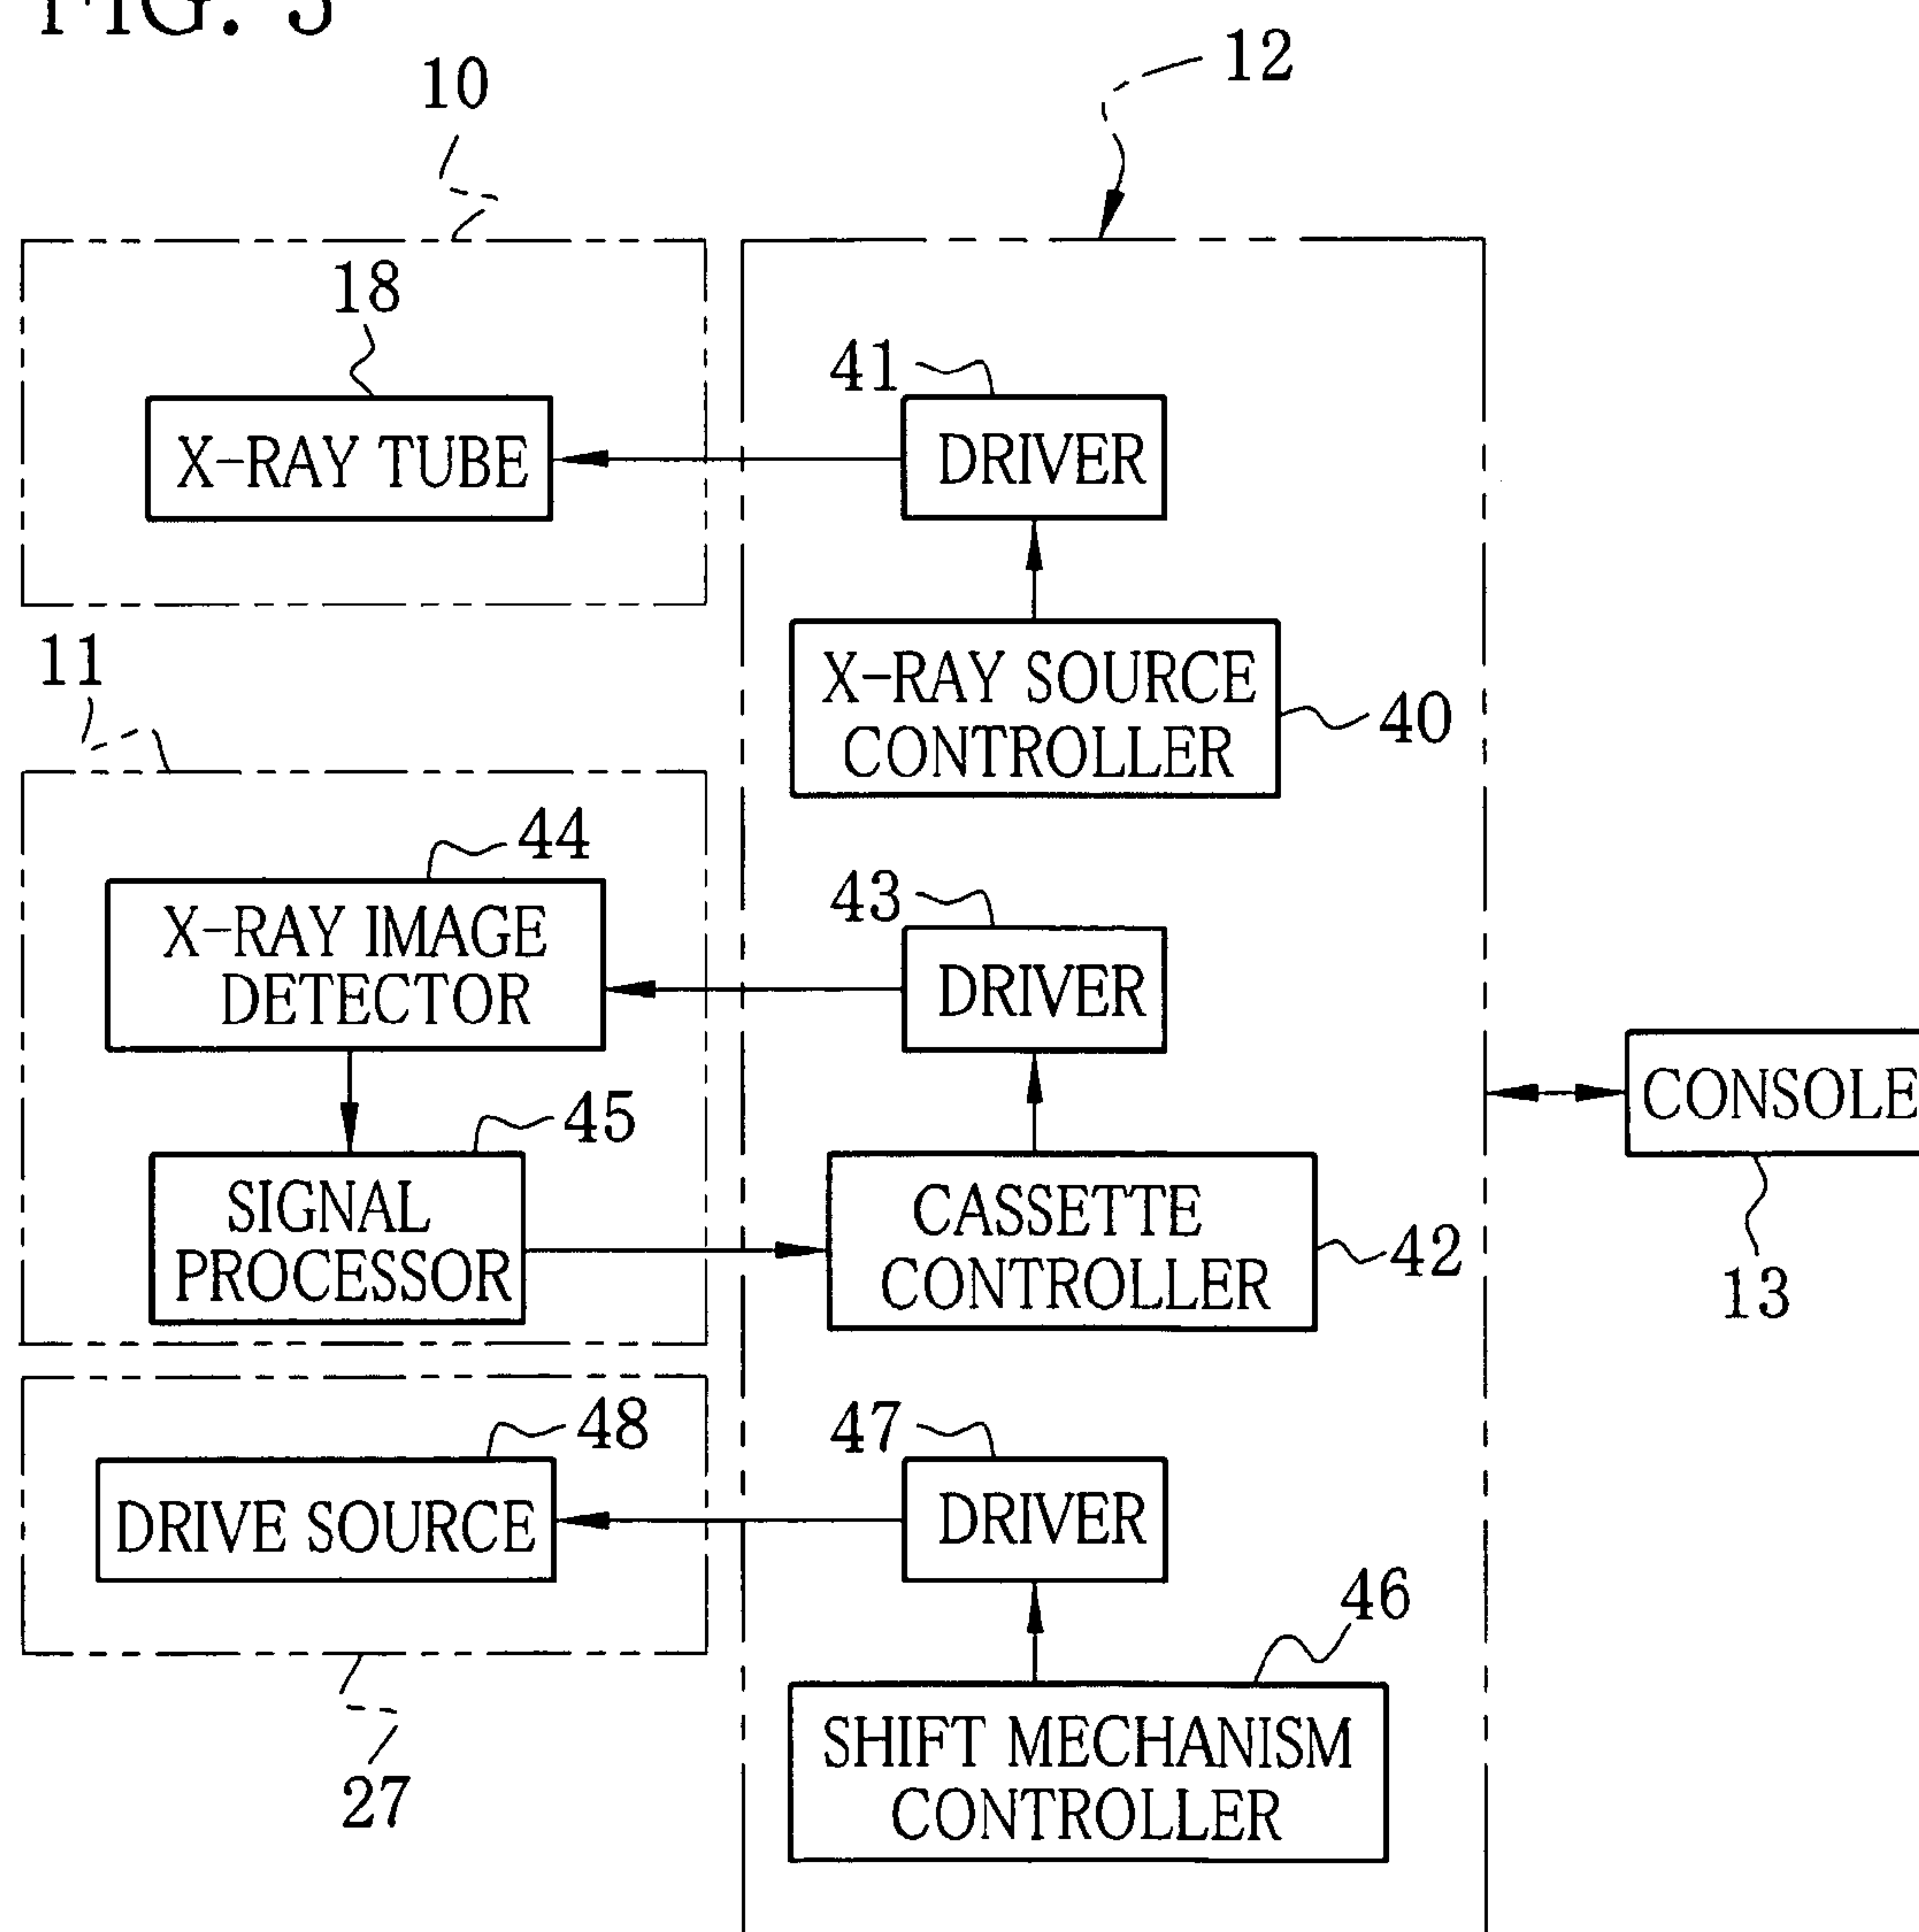 FIG. 5
10
12
18
X-RAY TUBE
41
DRIVER
X-RAY SOURCE
CONTROLLER
40
11
44
X-RAY IMAGE
DETECTOR
43
DRIVER
45
SIGNAL
PROCESSOR
CASSETTE
CONTROLLER
42
CONSOLE
13
48
DRIVE SOURCE
47
DRIVER
46
SHIFT MECHANISM
CONTROLLER
27